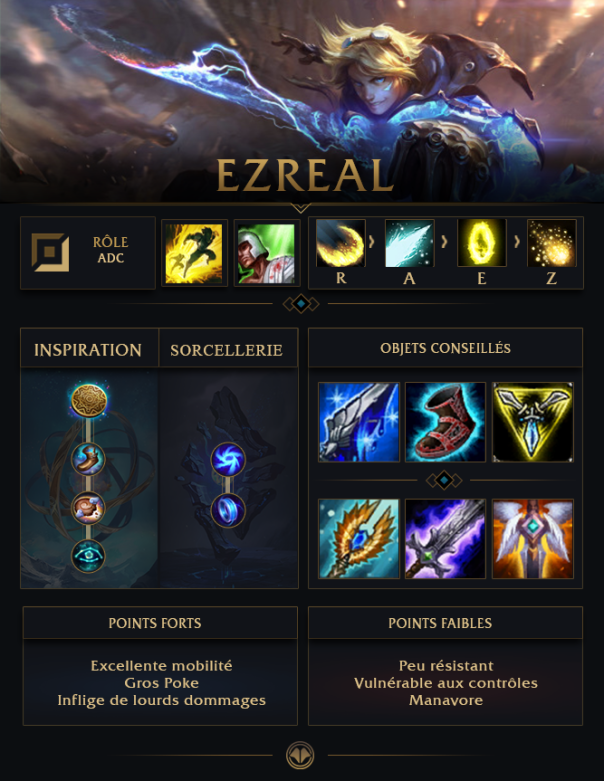 EZREAL
RÔLE
ADC
R
A
E
Z
INSPIRATION
SORCELLERIE
OBJETS CONSEILLÉS
POINTS FORTS
Excellente mobilité
Gros Poke
Inflige de lourds dommages
POINTS FAIBLES
Peu résistant
Vulnérable aux contrôles
Manavore